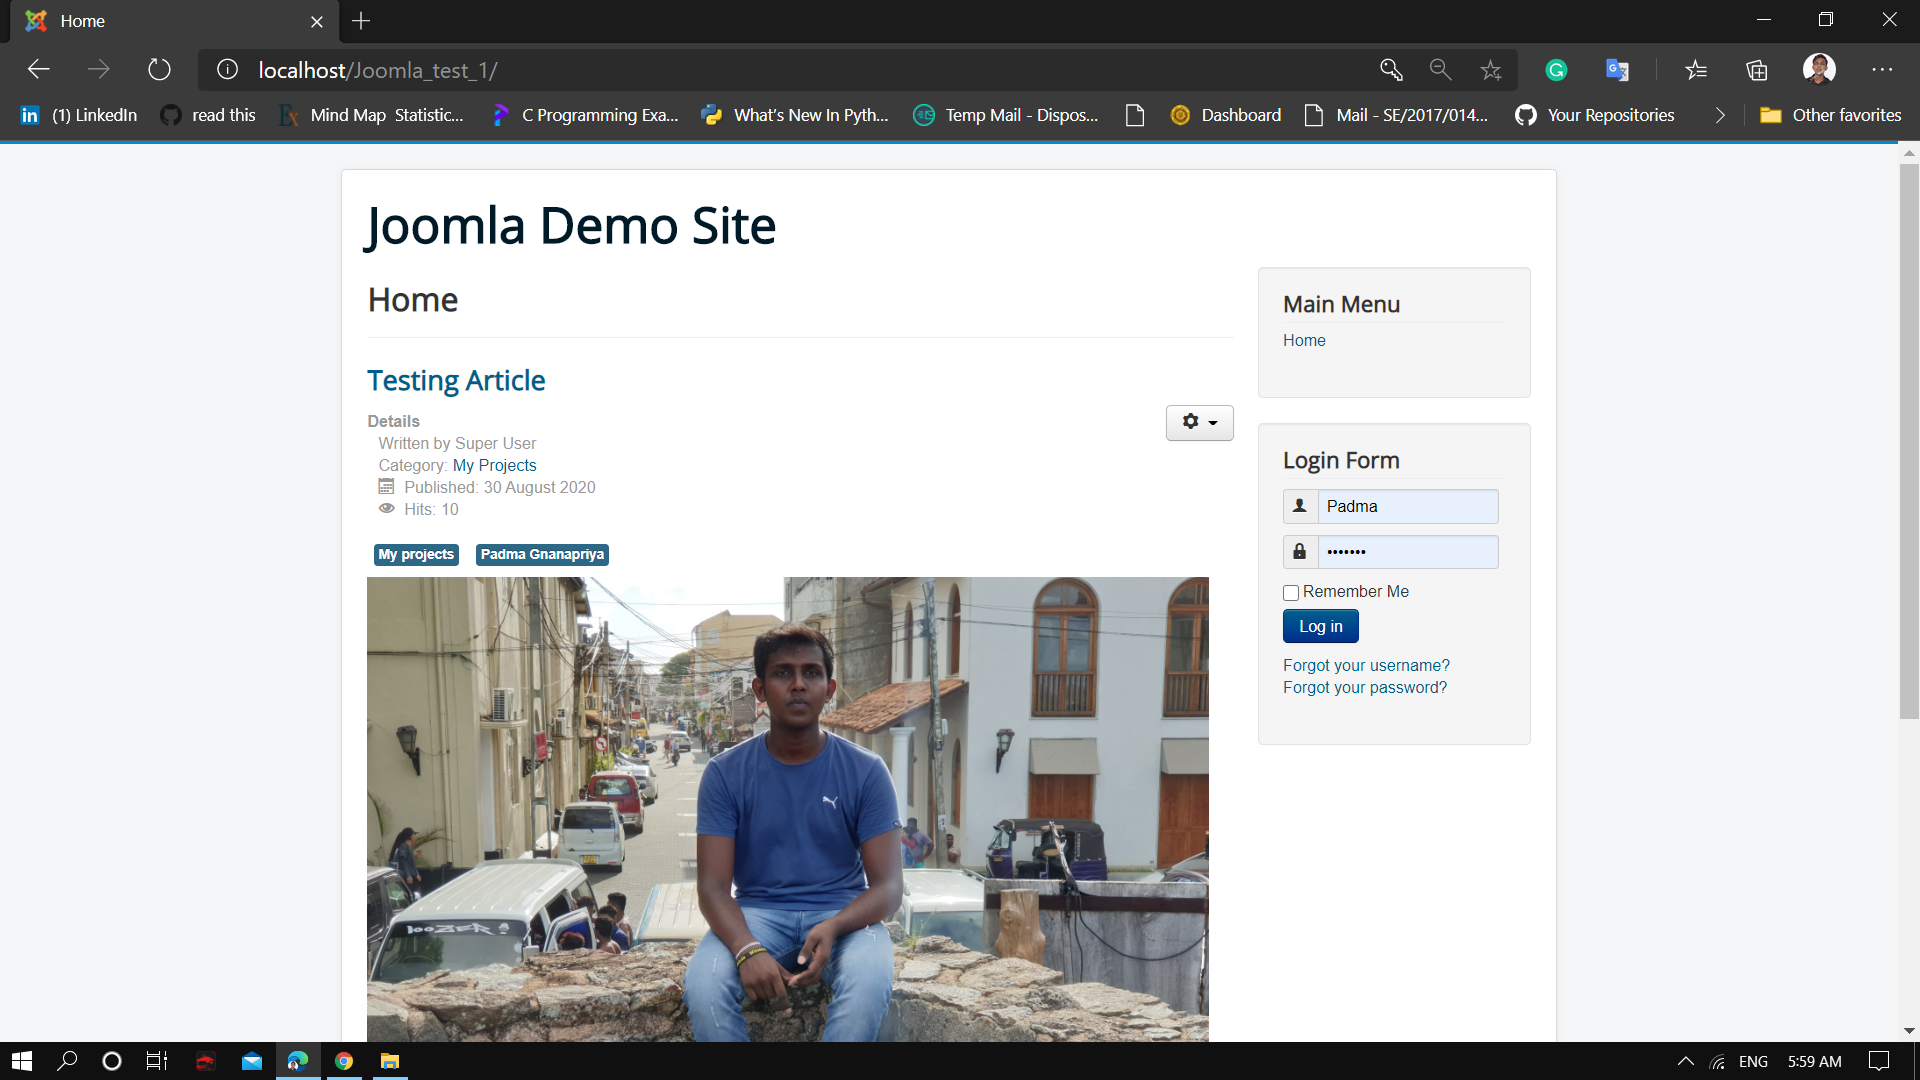 Home
localhost/Joomla_test_1/
(1) LinkedIn
read this
Mind Map Statistic...
C Programming Exa...
What's New In Pyth...
Temp Mail - Dispos...
Dashboard
Mail - SE/2017/014...
Your Repositories
Other favorites
Joomla Demo Site
Home
Testing Article
Details
Written by Super User
Category: My Projects
Published: 30 August 2020
Hits: 10
My projects
Padma Gnanapriya
looZER
Main Menu
Home
Login Form
Padma
•••••••
Remember Me
Log in
Forgot your username?
Forgot your password?
ENG
5:59 AM